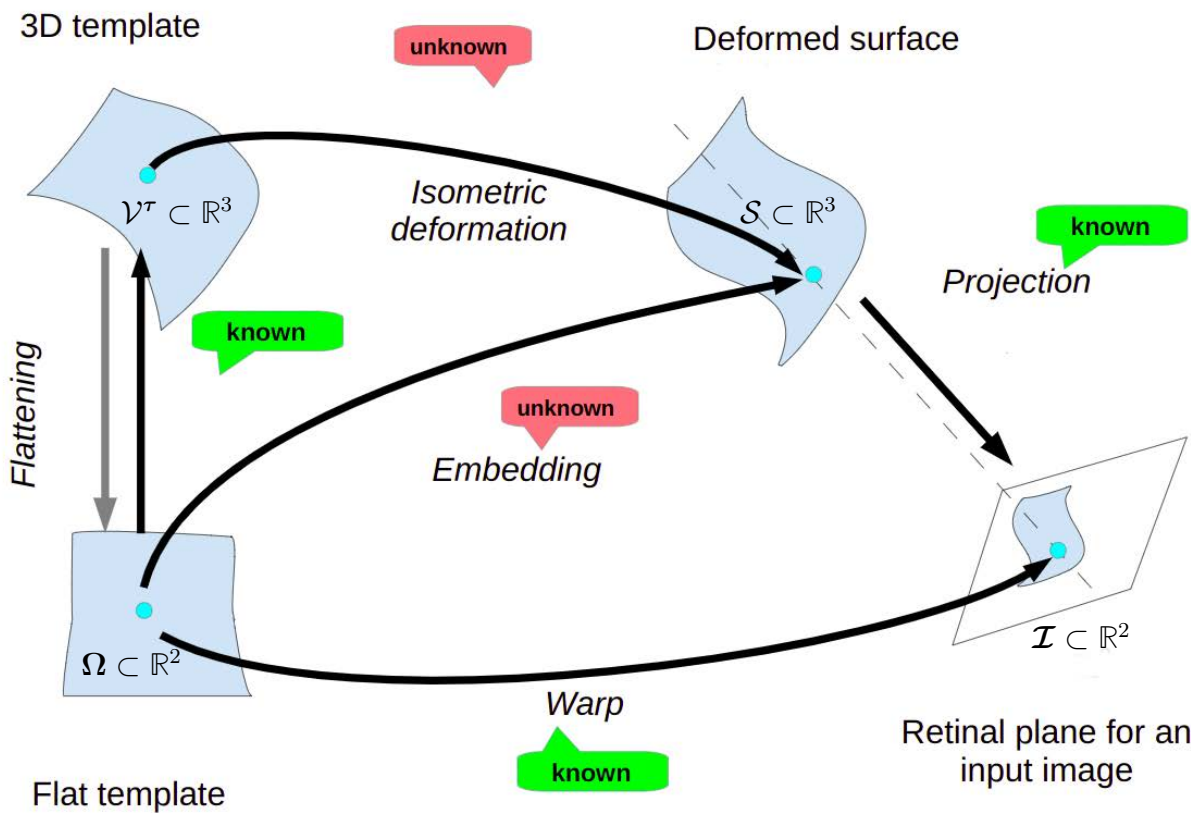 3D template
unknown
Deformed surface
Isometric
deformation
𝒱^τ ⊂ ℝ³
𝒮 ⊂ ℝ³
known
Projection
known
Flattening
unknown
Embedding
Ω ⊂ ℝ²
ℐ ⊂ ℝ²
Warp
known
Retinal plane for an
input image
Flat template